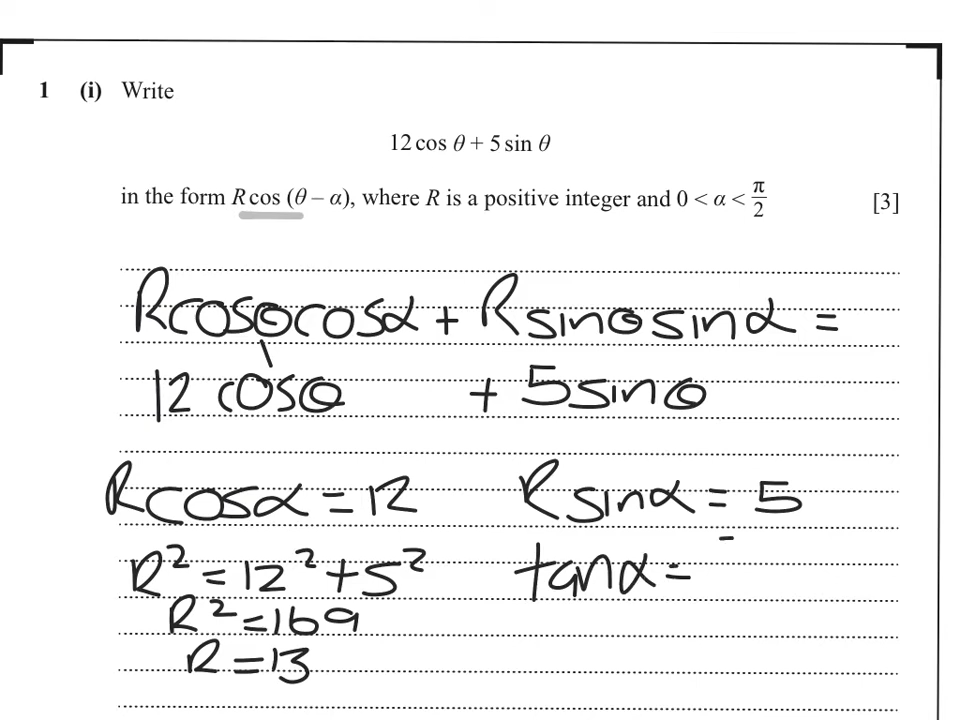 1 (i) Write
12 cos θ + 5 sin θ
in the form R cos (θ – α), where R is a positive integer and 0 < α < π/2 [3]
Rcosθcosα + Rsinθsinα =
12 cosθ + 5sinθ
Rcosα = 12 Rsinα = 5
R² = 12² + 5² tanα =
R² = 169
R = 13